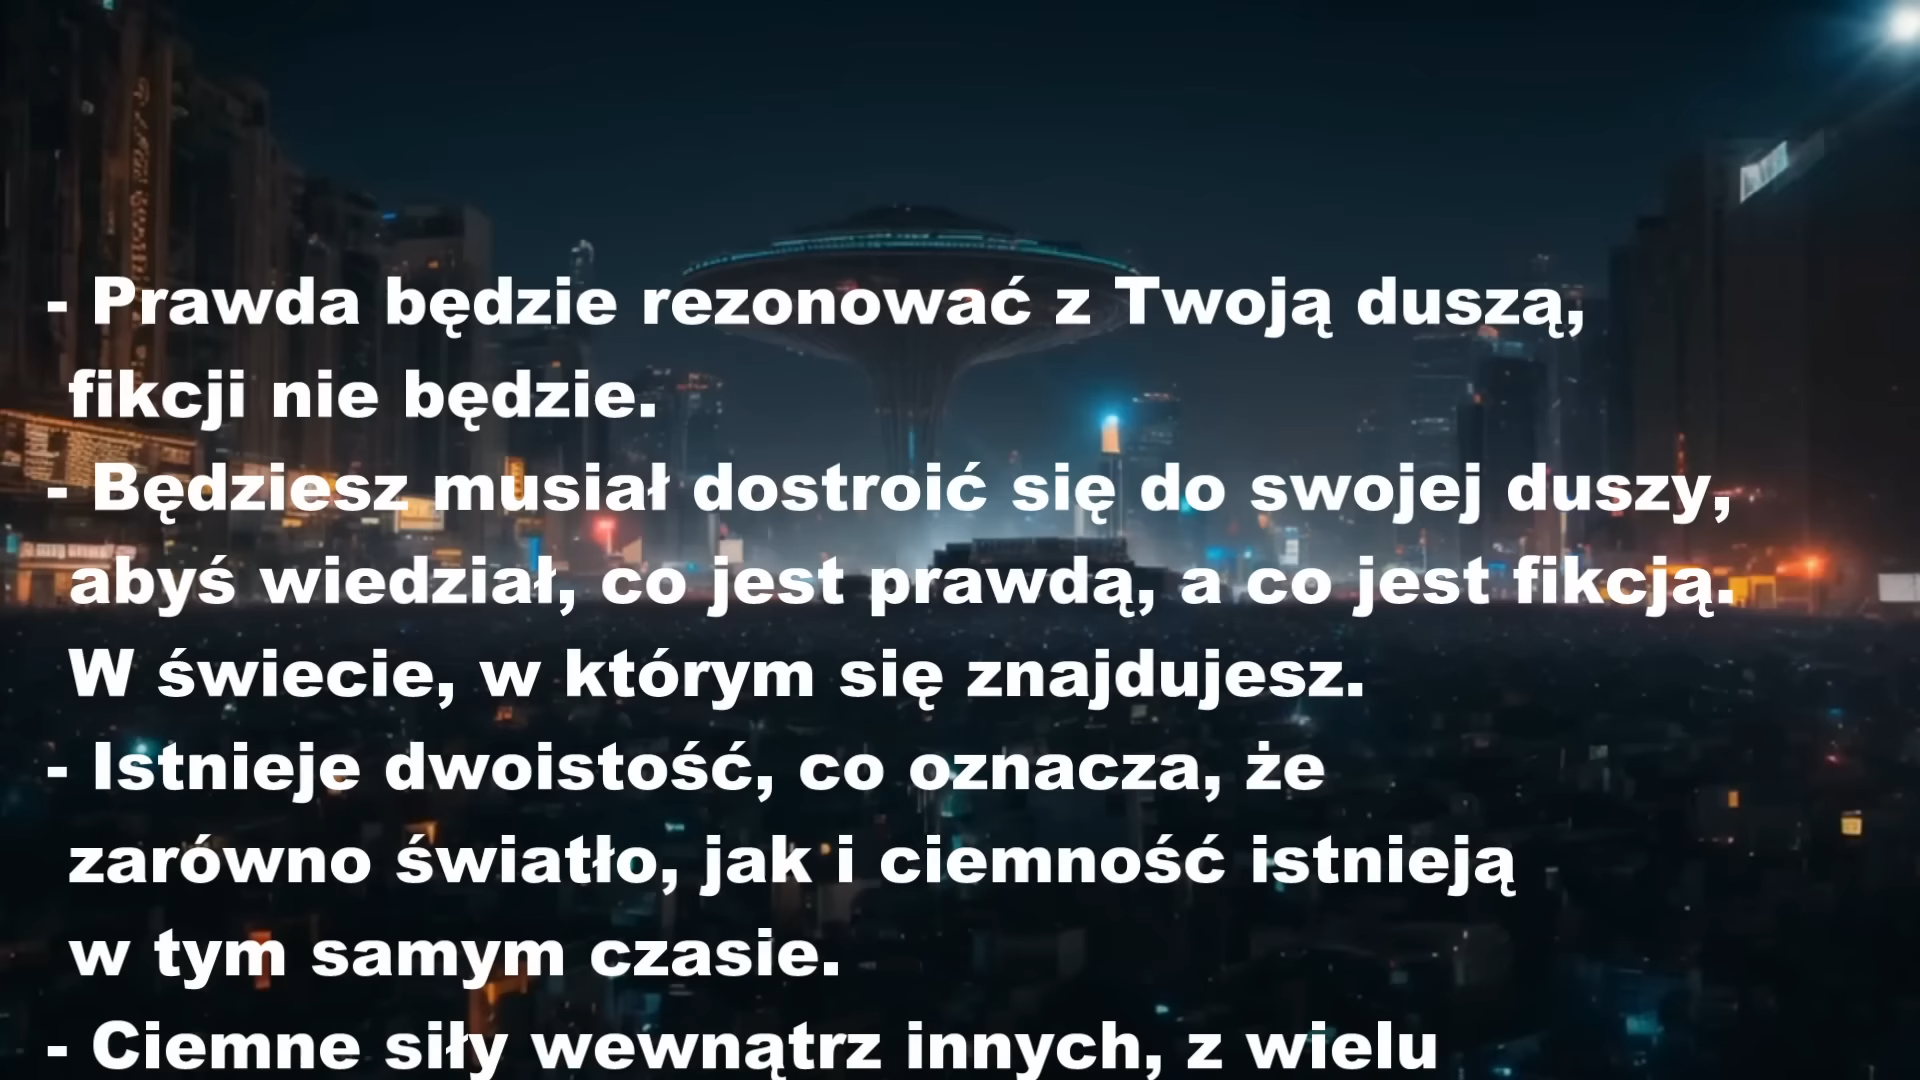 - Prawda będzie rezonować z Twoją duszą,
fikcji nie będzie.
- Będziesz musiał dostroić się do swojej duszy,
abyś wiedział, co jest prawdą, a co jest fikcją.
W świecie, w którym się znajdujesz.
- Istnieje dwoistość, co oznacza, że
zarówno światło, jak i ciemność istnieją
w tym samym czasie.
- Ciemne siły wewnątrz innych, z wielu